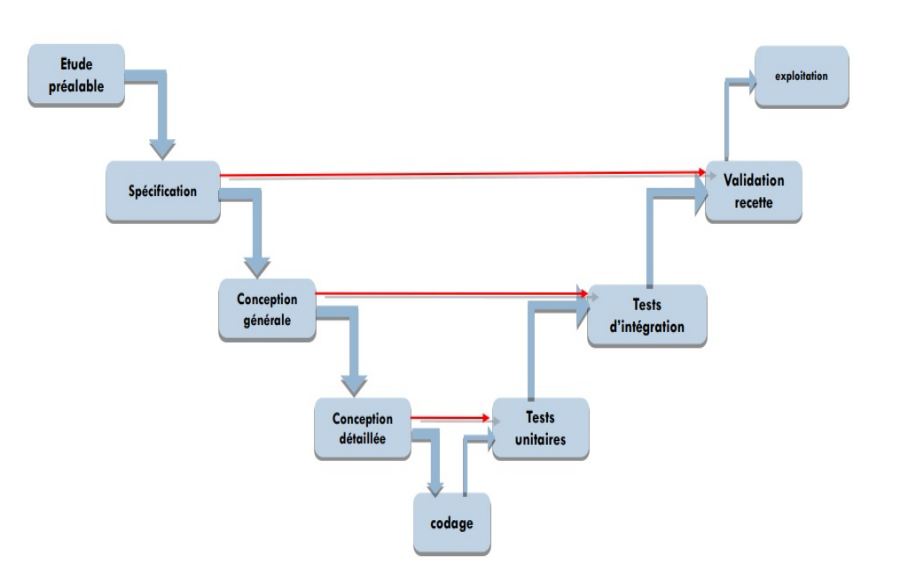 Etude
préalable
exploitation
Spécification
Validation
recette
Conception
générale
Tests
d'intégration
Conception
détaillée
Tests
unitaires
codage